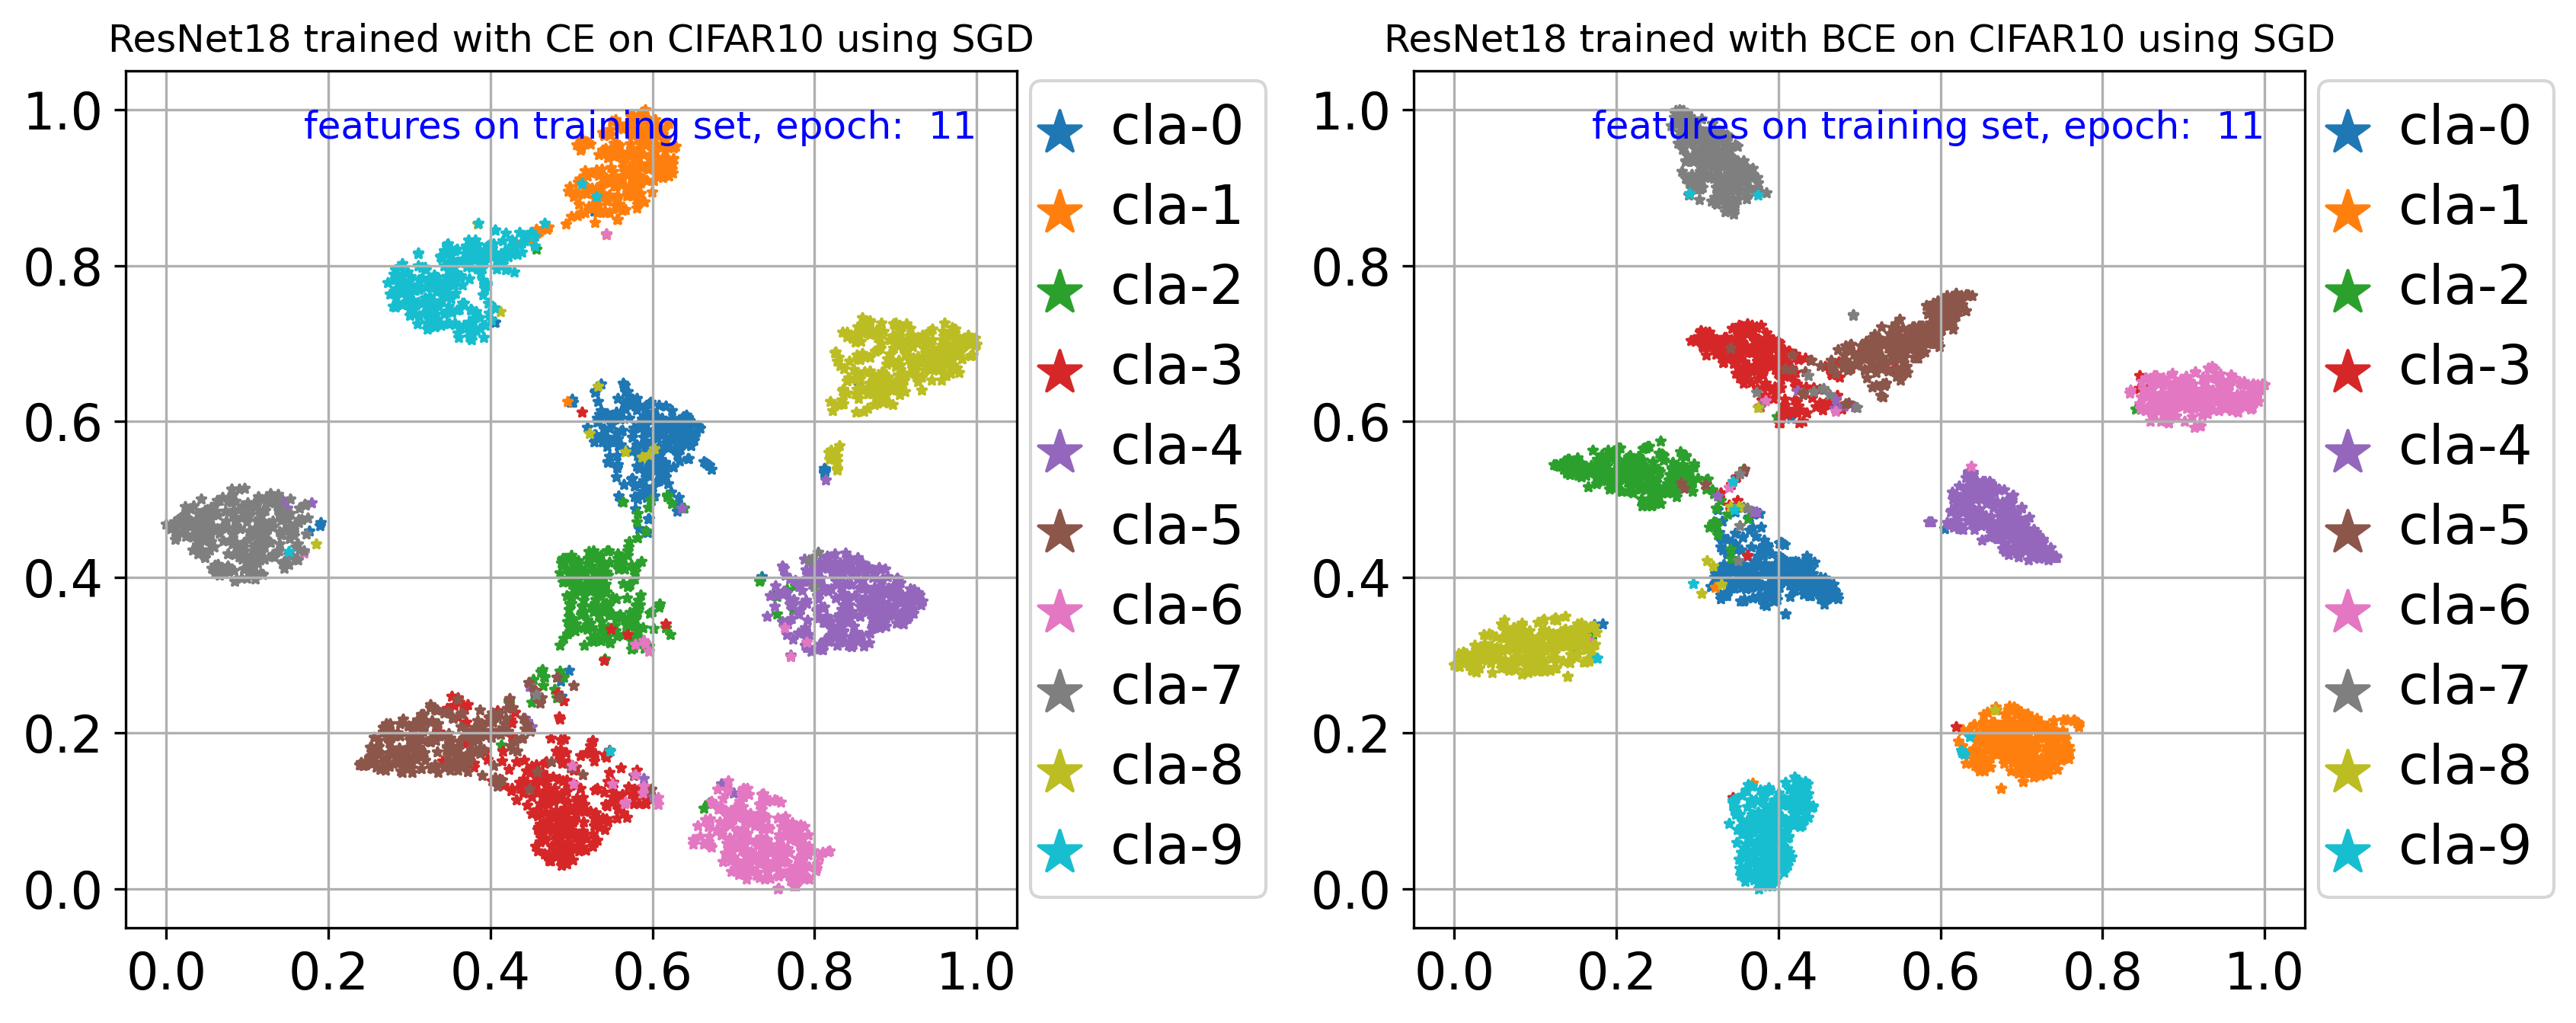 ResNet18 trained with CE on CIFAR10 using SGD
features on training set, epoch:  11
1.0
0.8
0.6
0.4
0.2
0.0
0.0 0.2 0.4 0.6 0.8 1.0
cla-0
cla-1
cla-2
cla-3
cla-4
cla-5
cla-6
cla-7
cla-8
cla-9
ResNet18 trained with BCE on CIFAR10 using SGD
features on training set, epoch:  11
1.0
0.8
0.6
0.4
0.2
0.0
0.0 0.2 0.4 0.6 0.8 1.0
cla-0
cla-1
cla-2
cla-3
cla-4
cla-5
cla-6
cla-7
cla-8
cla-9